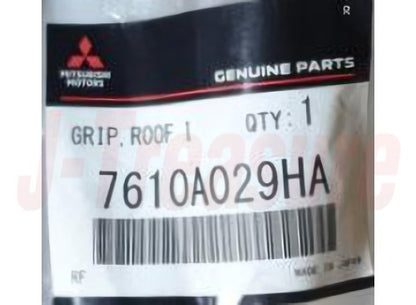 MITSUBISHI
MOTORS
GENUINE PARTS
GRIP, ROOF I QTY: 1
7610A029HA
J-Treasure
RF MADE IN JAPAN